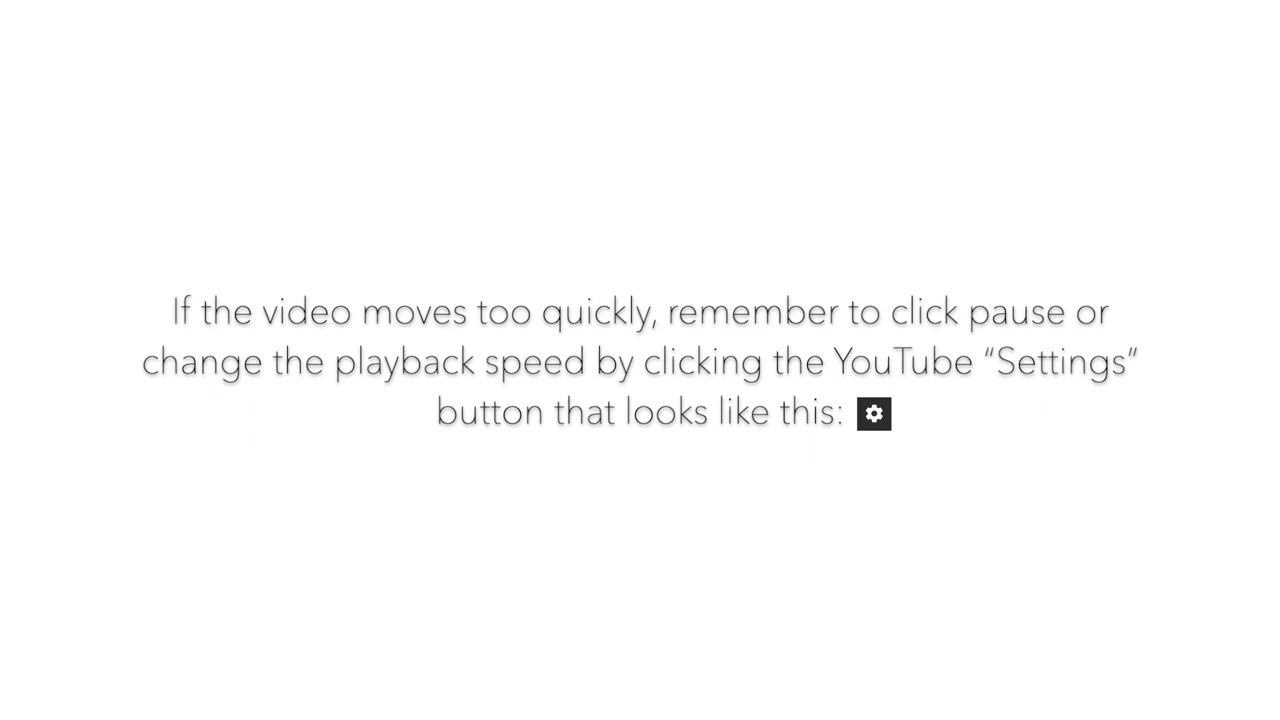 If the video moves too quickly, remember to click pause or
change the playback speed by clicking the YouTube “Settings”
button that looks like this: